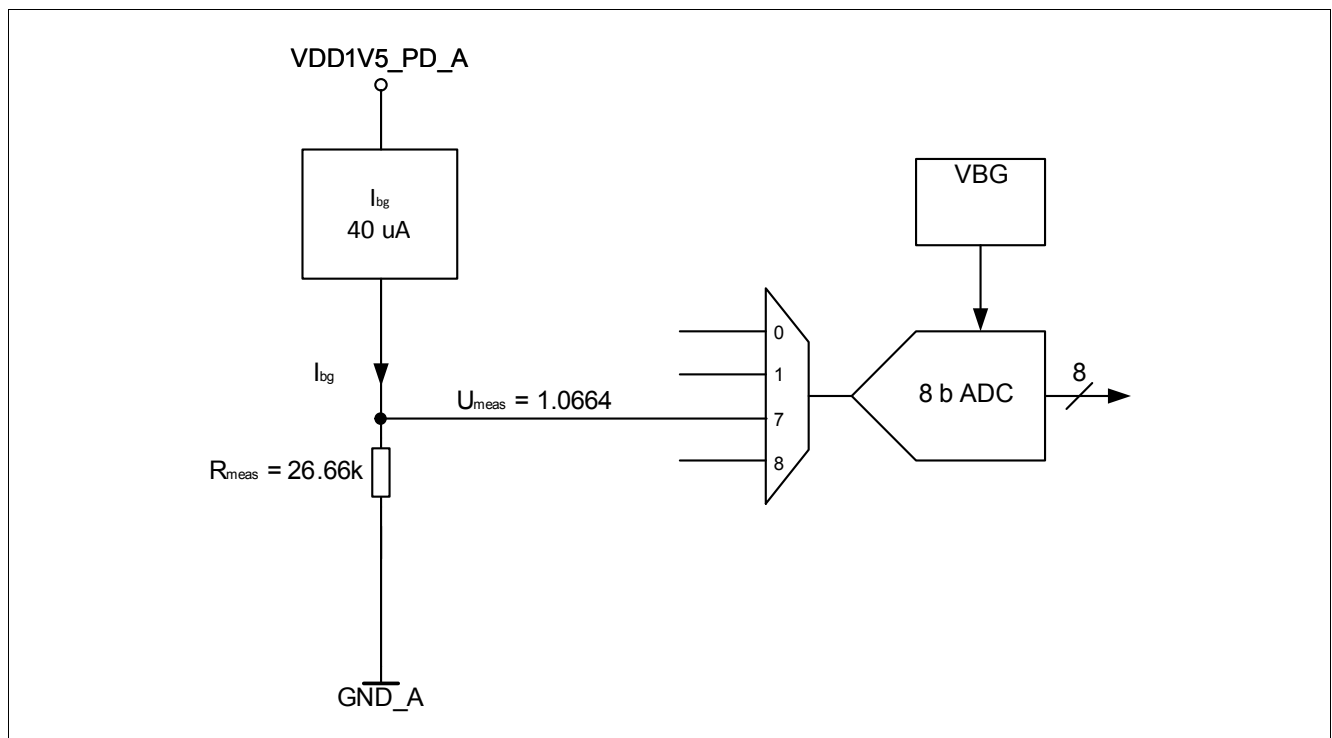 VDD1V5_PD_A
Ibg
40 uA
VBG
Ibg
Umeas = 1.0664
Rmeas = 26.66k
0
1
7
8
8 b ADC
8
GND_A